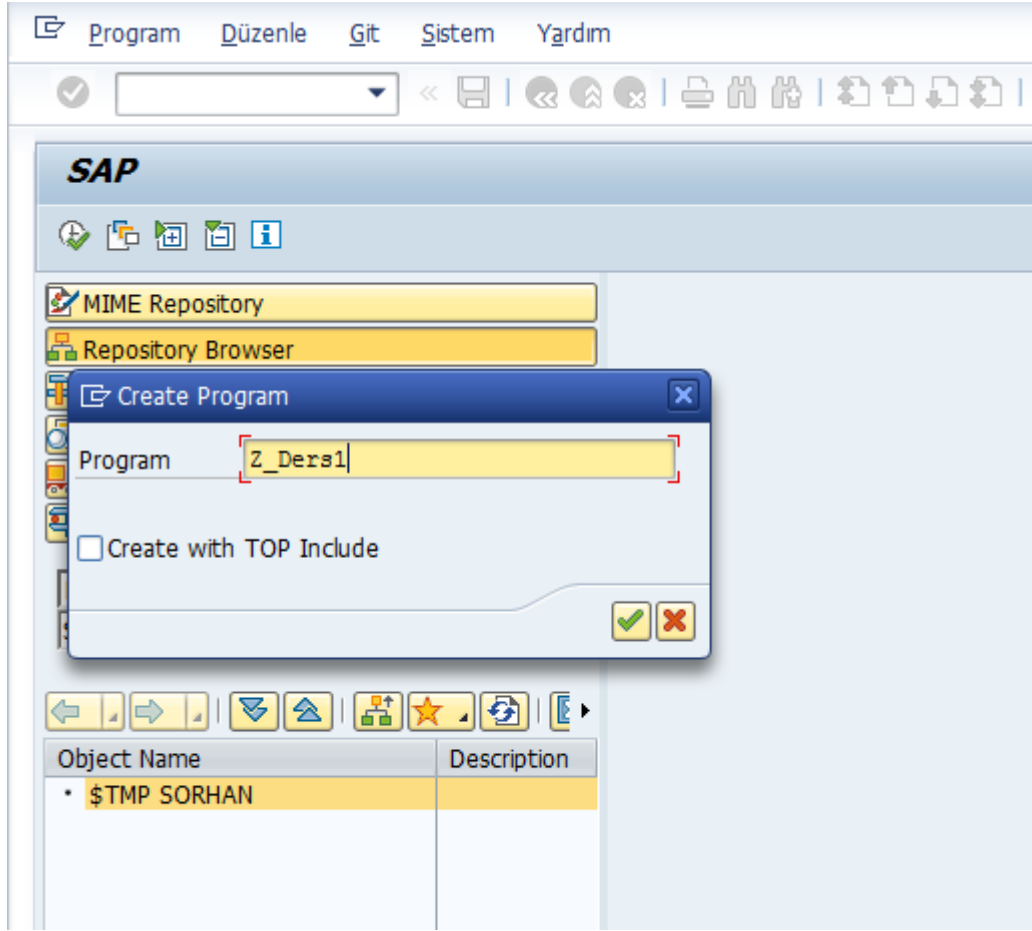 Program Düzenle Git Sistem Yardım
SAP
MIME Repository
Repository Browser
Create Program
Program Z_Ders1
Create with TOP Include
Object Name Description
$TMP SORHAN